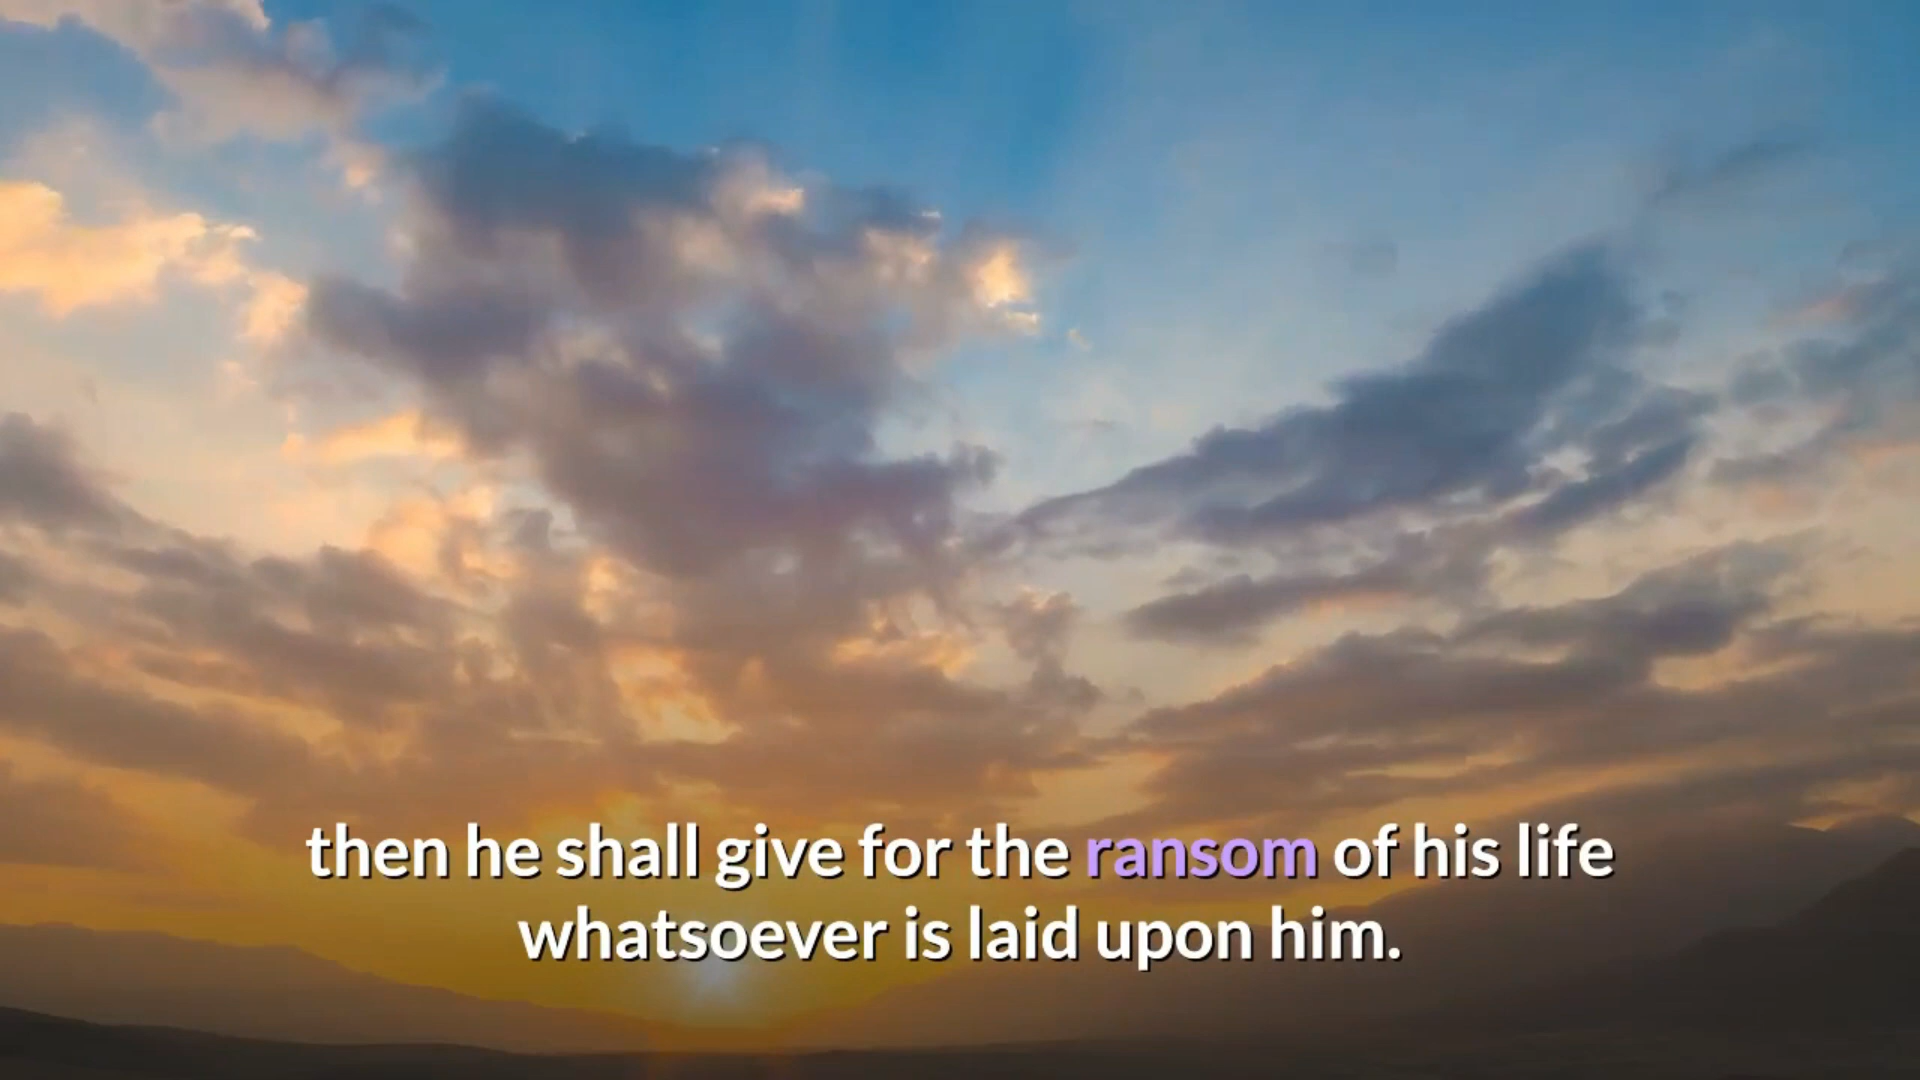 then he shall give for the ransom of his life
whatsoever is laid upon him.